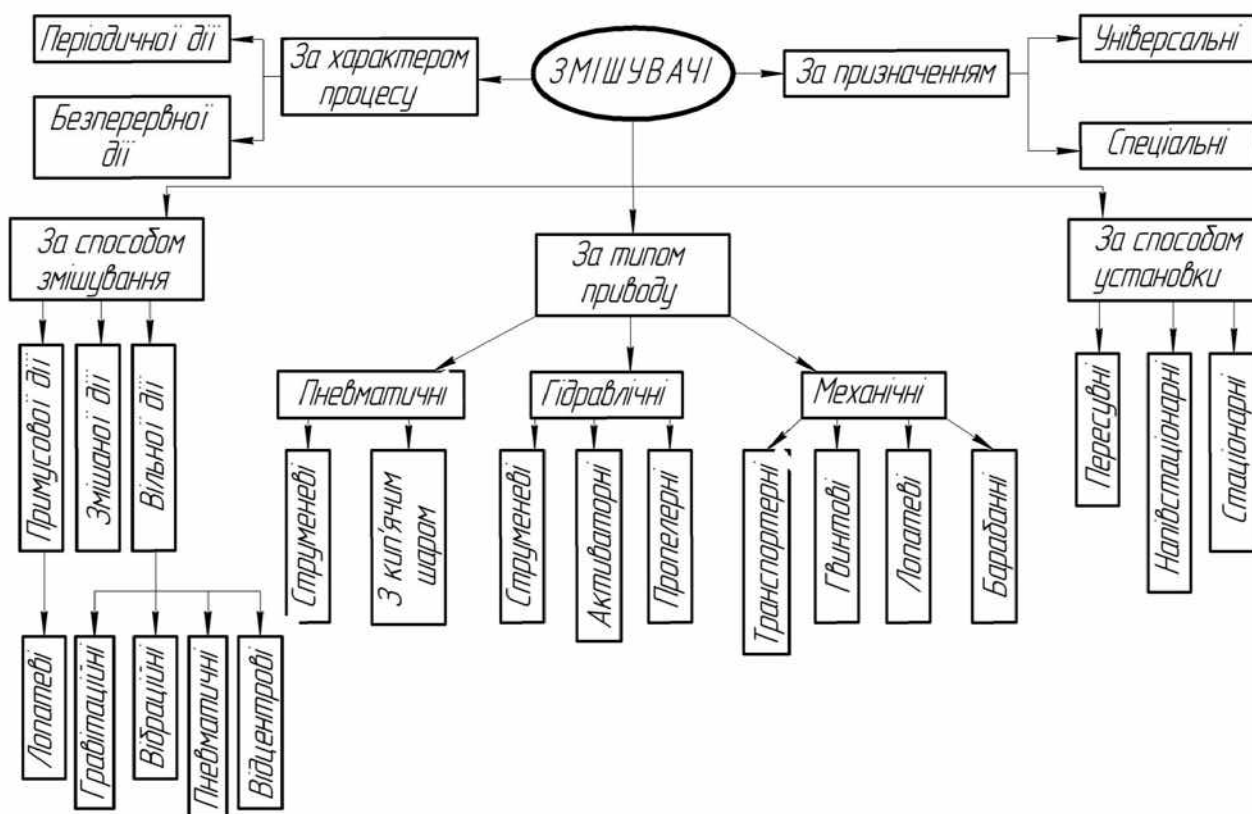 Періодичної дії
За характером
процесу
ЗМІШУВАЧІ
За призначенням
Універсальні
Безперервної
дії
Спеціальні
За способом
змішування
За типом
приводу
За способом
установки
Примусової дії
Змішаної дії
Вільної дії
Пневматичні
Гідравлічні
Механічні
Пересувні
Напівстаціонарні
Стаціонарні
Струменеві
З кип'ячим
шаром
Струменеві
Активаторні
Пропелерні
Транспортерні
Гвинтові
Лопатеві
Барабанні
Лопатеві
Гравітаційні
Вібраційні
Пневматичні
Відцентрові